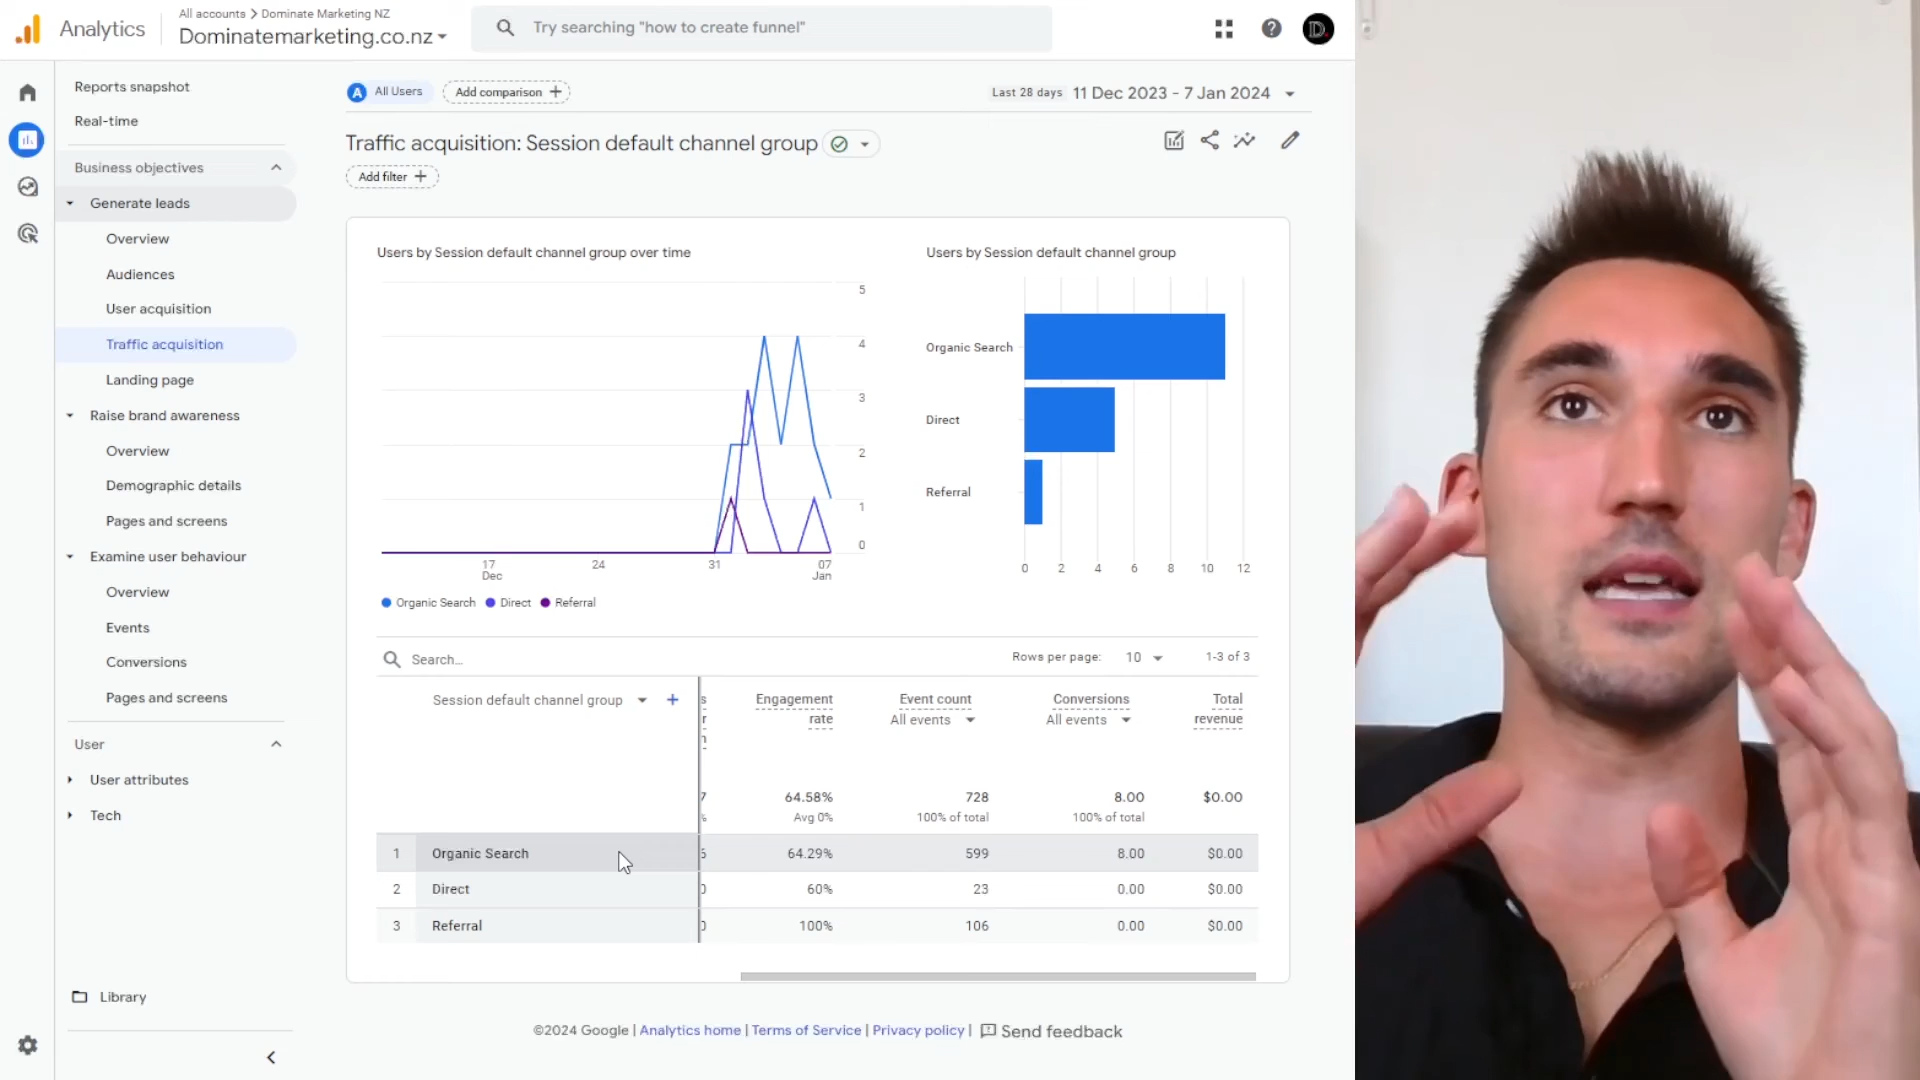 All accounts > Dominate Marketing NZ
Analytics
Dominatemarketing.co.nz
Try searching "how to create funnel"
D.
Reports snapshot
Real-time
Business objectives
Generate leads
Overview
Audiences
User acquisition
Traffic acquisition
Landing page
Raise brand awareness
Overview
Demographic details
Pages and screens
Examine user behaviour
Overview
Events
Conversions
Pages and screens
User
User attributes
Tech
Library
A All Users
Add comparison +
Last 28 days 11 Dec 2023 - 7 Jan 2024
Traffic acquisition: Session default channel group
Add filter +
Users by Session default channel group over time
5
4
3
2
1
0
17 Dec
24
31
07 Jan
Organic Search Direct Referral
Users by Session default channel group
Organic Search
Direct
Referral
0 2 4 6 8 10 12
Search...
Rows per page: 10 1-3 of 3
Session default channel group +
Engagement rate
Event count
All events
Conversions
All events
Total revenue
64.58% 728 8.00 $0.00
Avg 0% 100% of total 100% of total
1 Organic Search 64.29% 599 8.00 $0.00
2 Direct 60% 23 0.00 $0.00
3 Referral 100% 106 0.00 $0.00
©2024 Google | Analytics home | Terms of Service | Privacy policy | Send feedback